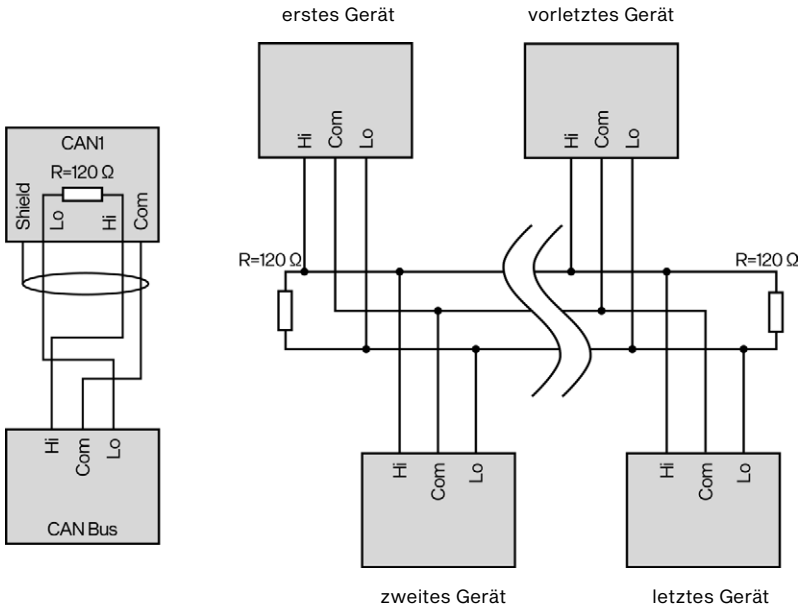 erstes Gerät
vorletztes Gerät
Hi
Com
Lo
Hi
Com
Lo
CAN1
R=120 Ω
Shield
Lo
Hi
Com
R=120 Ω
R=120 Ω
Hi
Com
Lo
CAN Bus
Hi
Com
Lo
Hi
Com
Lo
zweites Gerät
letztes Gerät